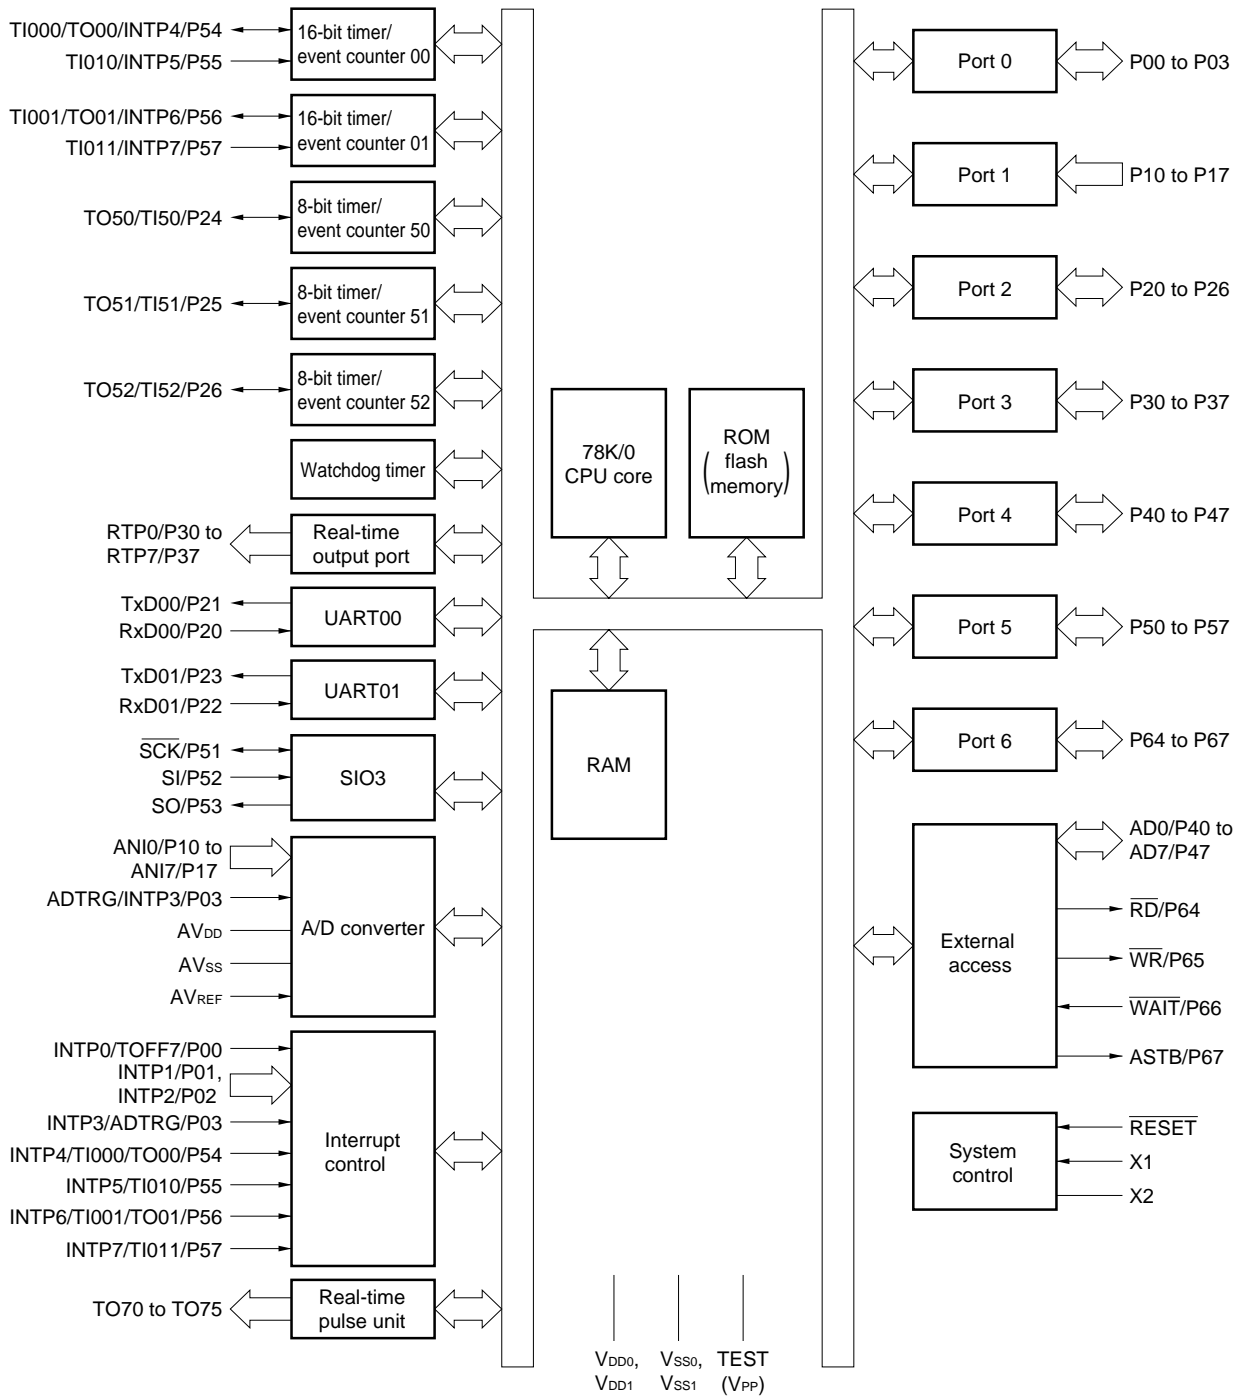 TI000/TO00/INTP4/P54
TI010/INTP5/P55
16-bit timer/
event counter 00
TI001/TO01/INTP6/P56
TI011/INTP7/P57
16-bit timer/
event counter 01
TO50/TI50/P24
8-bit timer/
event counter 50
TO51/TI51/P25
8-bit timer/
event counter 51
TO52/TI52/P26
8-bit timer/
event counter 52
Watchdog timer
RTP0/P30 to
RTP7/P37
Real-time
output port
TxD00/P21
RxD00/P20
UART00
TxD01/P23
RxD01/P22
UART01
SCK/P51
SI/P52
SO/P53
SIO3
ANI0/P10 to
ANI7/P17
ADTRG/INTP3/P03
AVDD
AVSS
AVREF
A/D converter
INTP0/TOFF7/P00
INTP1/P01,
INTP2/P02
INTP3/ADTRG/P03
INTP4/TI000/TO00/P54
INTP5/TI010/P55
INTP6/TI001/TO01/P56
INTP7/TI011/P57
Interrupt
control
TO70 to TO75
Real-time
pulse unit
78K/0
CPU core
ROM
(flash
memory)
RAM
VDD0,
VDD1
VSS0,
VSS1
TEST
(VPP)
Port 0
P00 to P03
Port 1
P10 to P17
Port 2
P20 to P26
Port 3
P30 to P37
Port 4
P40 to P47
Port 5
P50 to P57
Port 6
P64 to P67
External
access
AD0/P40 to
AD7/P47
RD/P64
WR/P65
WAIT/P66
ASTB/P67
System
control
RESET
X1
X2